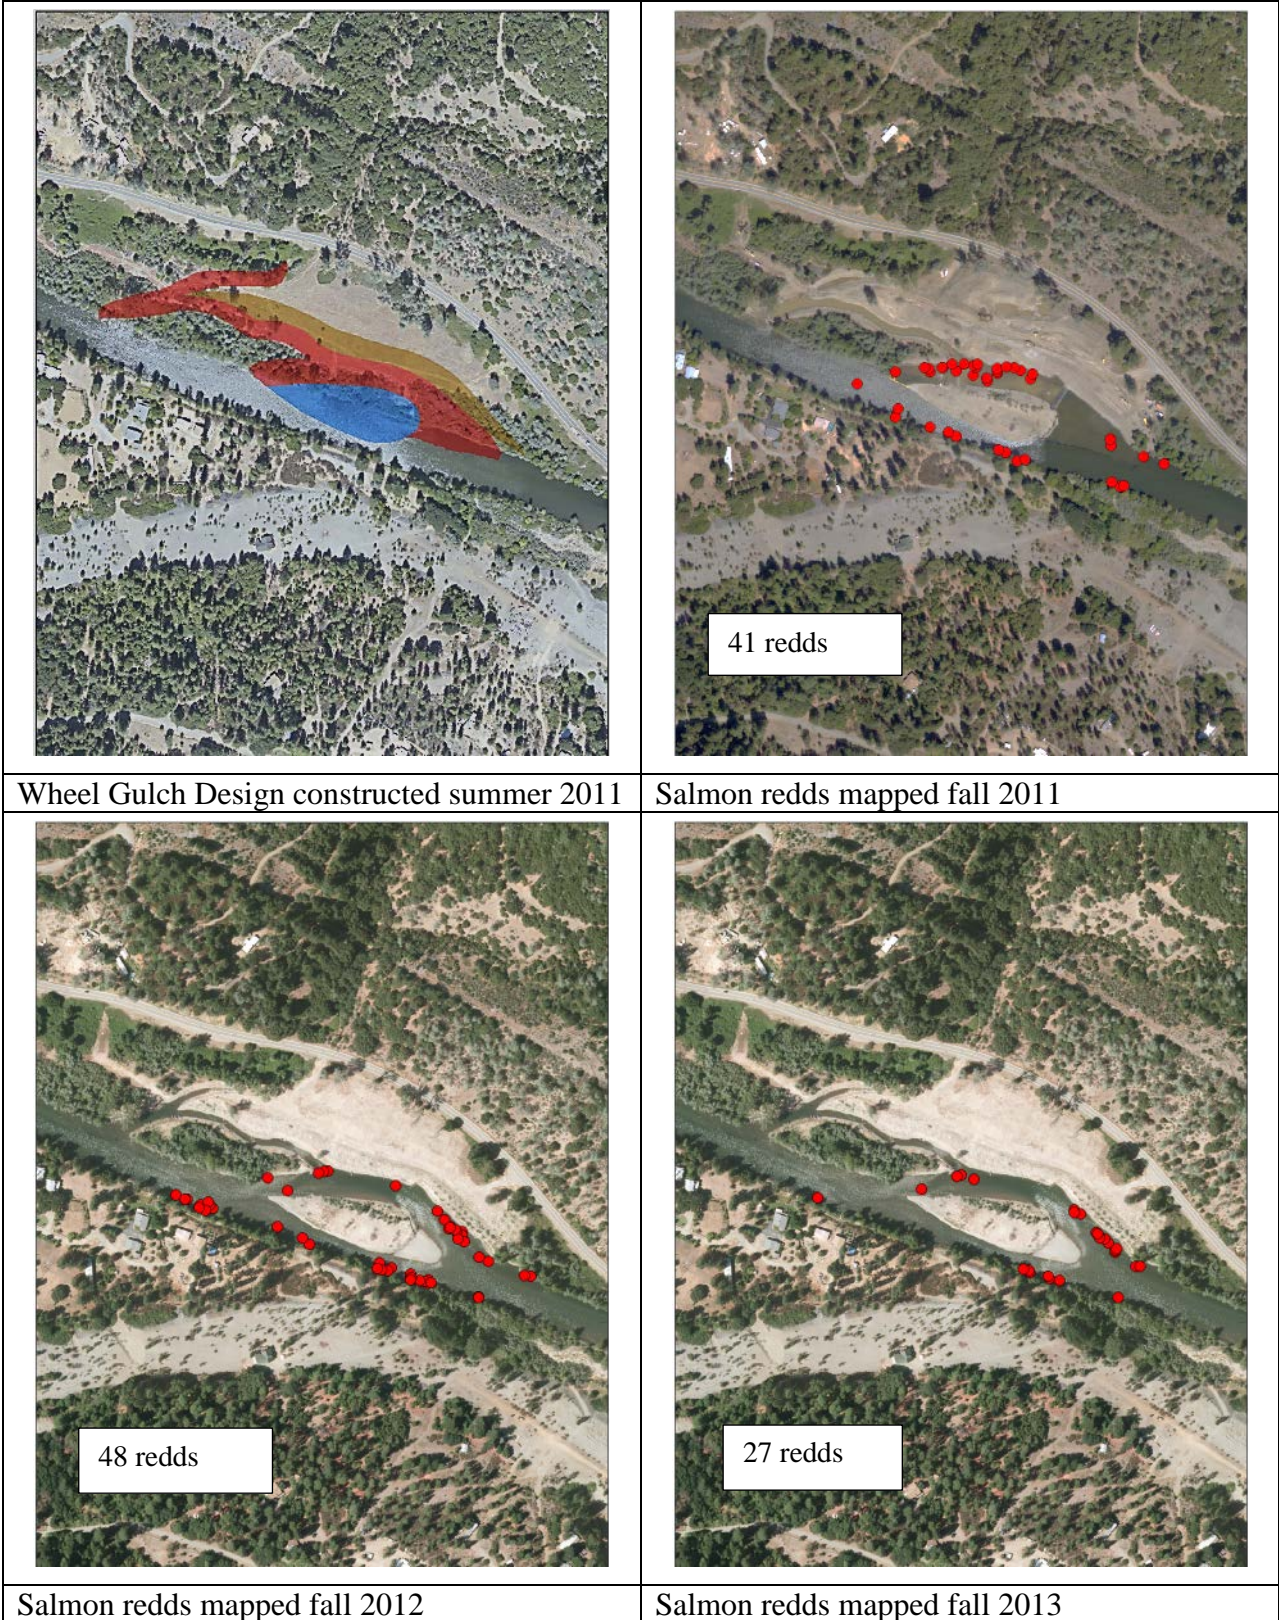 41 redds
Wheel Gulch Design constructed summer 2011
Salmon redds mapped fall 2011
48 redds
27 redds
Salmon redds mapped fall 2012
Salmon redds mapped fall 2013